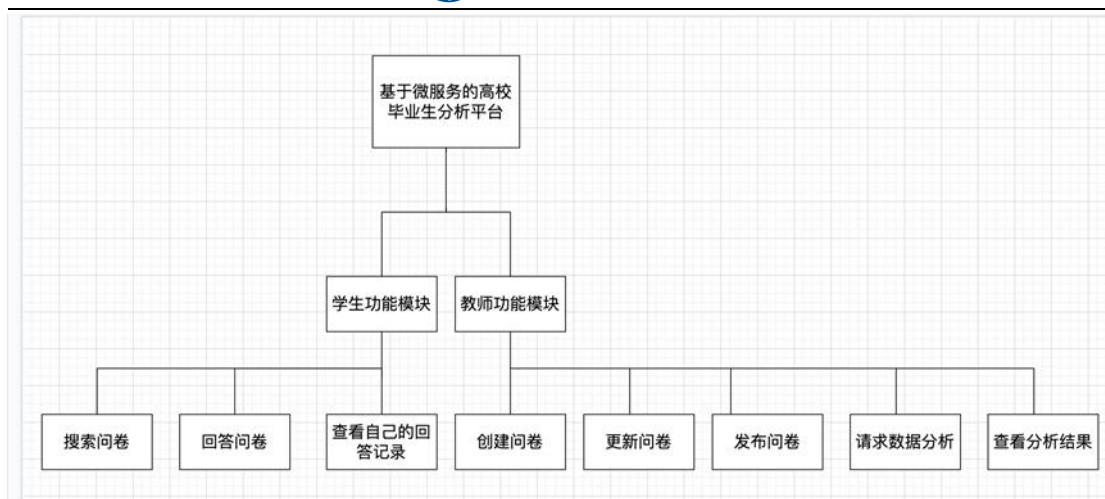 基于微服务的高校
毕业生分析平台
学生功能模块
教师功能模块
搜索问卷
回答问卷
查看自己的回
答记录
创建问卷
更新问卷
发布问卷
请求数据分析
查看分析结果